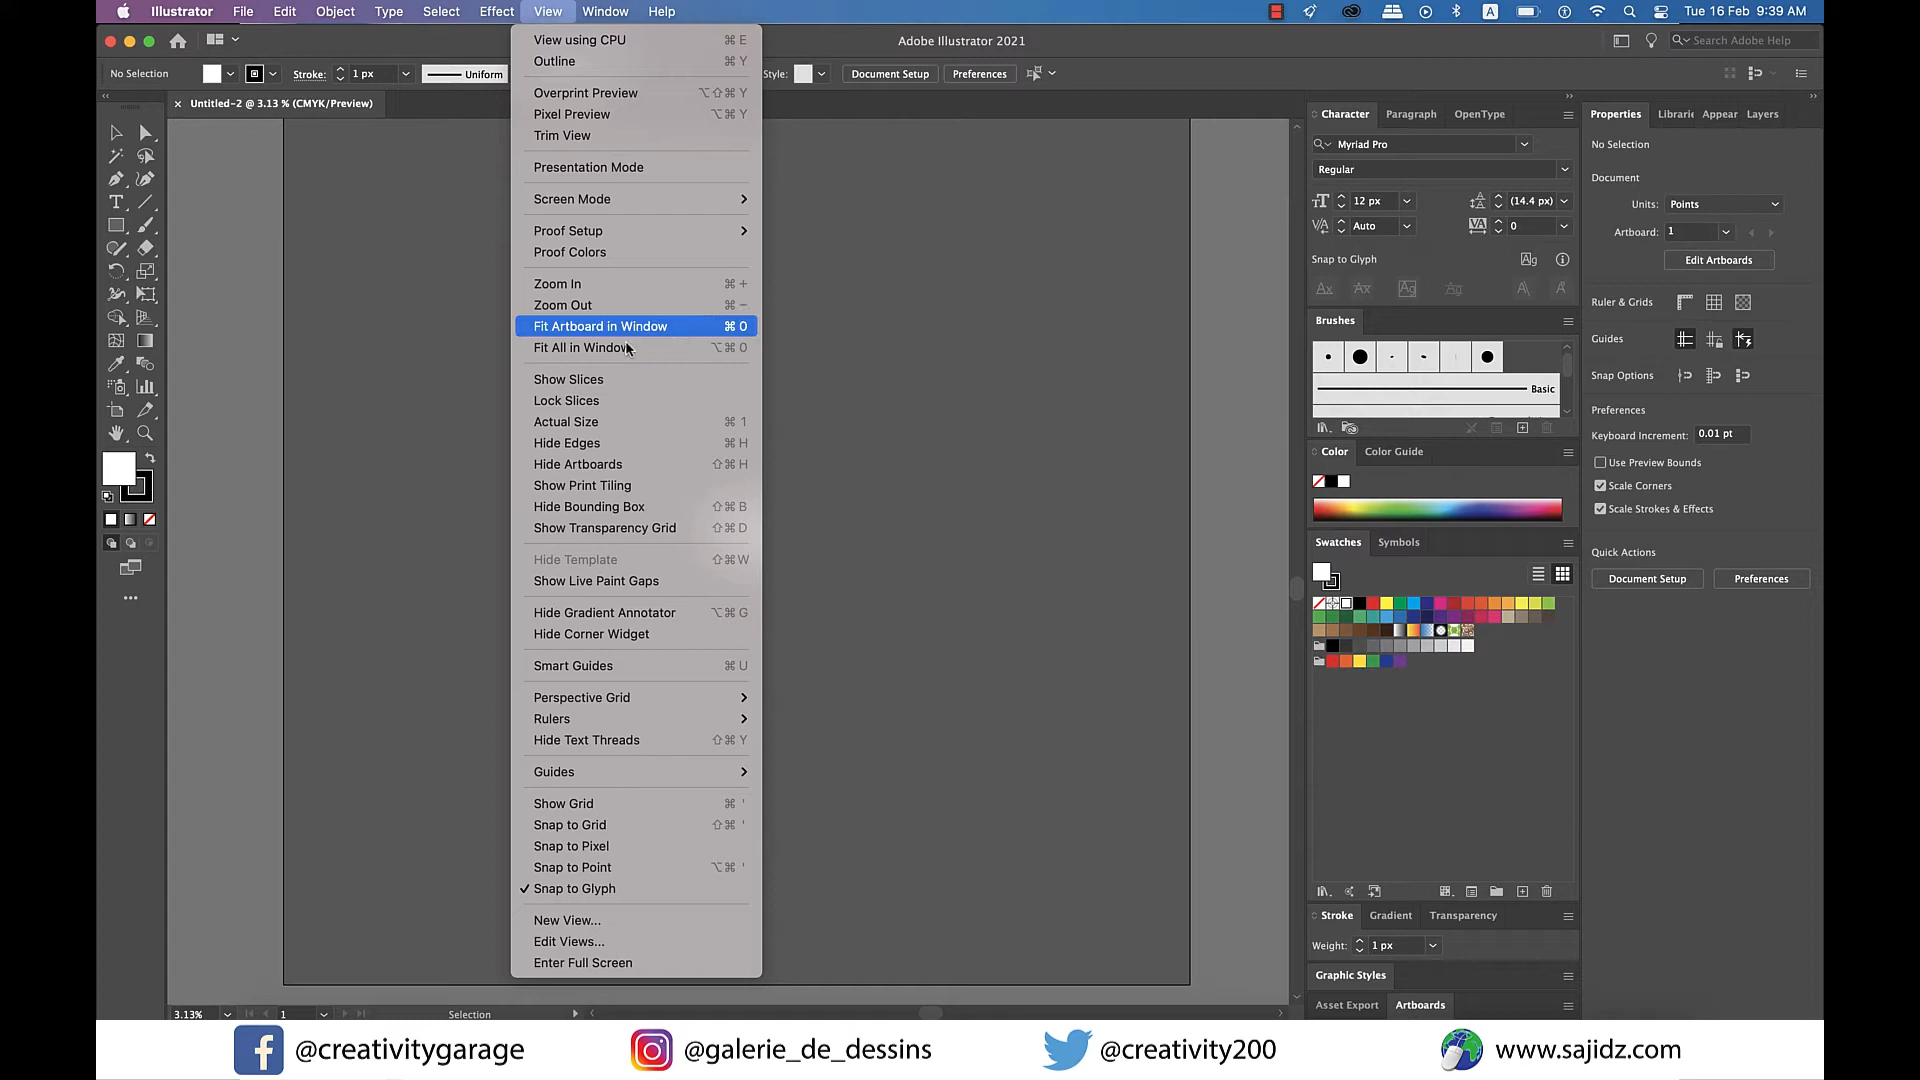 Illustrator File Edit Object Type Select Effect View Window Help
A Tue 16 Feb 9:39 AM
Adobe Illustrator 2021
Search Adobe Help
No Selection Stroke: 1 px Uniform Style: Document Setup Preferences
× Untitled-2 @ 3.13 % (CMYK/Preview)
View using CPU ⌘ E
Outline ⌘ Y
Overprint Preview ⌥⇧⌘ Y
Pixel Preview ⌥⌘ Y
Trim View
Presentation Mode
Screen Mode
Proof Setup
Proof Colors
Zoom In ⌘ +
Zoom Out ⌘ −
Fit Artboard in Window ⌘ 0
Fit All in Window ⌥⌘ 0
Show Slices
Lock Slices
Actual Size ⌘ 1
Hide Edges ⌘ H
Hide Artboards ⇧⌘ H
Show Print Tiling
Hide Bounding Box ⇧⌘ B
Show Transparency Grid ⇧⌘ D
Hide Template ⇧⌘ W
Show Live Paint Gaps
Hide Gradient Annotator ⌥⌘ G
Hide Corner Widget
Smart Guides ⌘ U
Perspective Grid
Rulers
Hide Text Threads ⇧⌘ Y
Guides
Show Grid ⌘ '
Snap to Grid ⇧⌘ '
Snap to Pixel
Snap to Point ⌥⌘ '
✓ Snap to Glyph
New View...
Edit Views...
Enter Full Screen
Character Paragraph OpenType
Myriad Pro
Regular
12 px (14.4 px)
Auto 0
Snap to Glyph
Brushes
Basic
Color Color Guide
Swatches Symbols
Stroke Gradient Transparency
Weight: 1 px
Graphic Styles
Asset Export Artboards
Properties Librarie Appear Layers
No Selection
Document
Units: Points
Artboard: 1
Edit Artboards
Ruler & Grids
Guides
Snap Options
Preferences
Keyboard Increment: 0.01 pt
Use Preview Bounds
Scale Corners
Scale Strokes & Effects
Quick Actions
Document Setup Preferences
3.13% 1 Selection
@creativitygarage @galerie_de_dessins @creativity200 www.sajidz.com